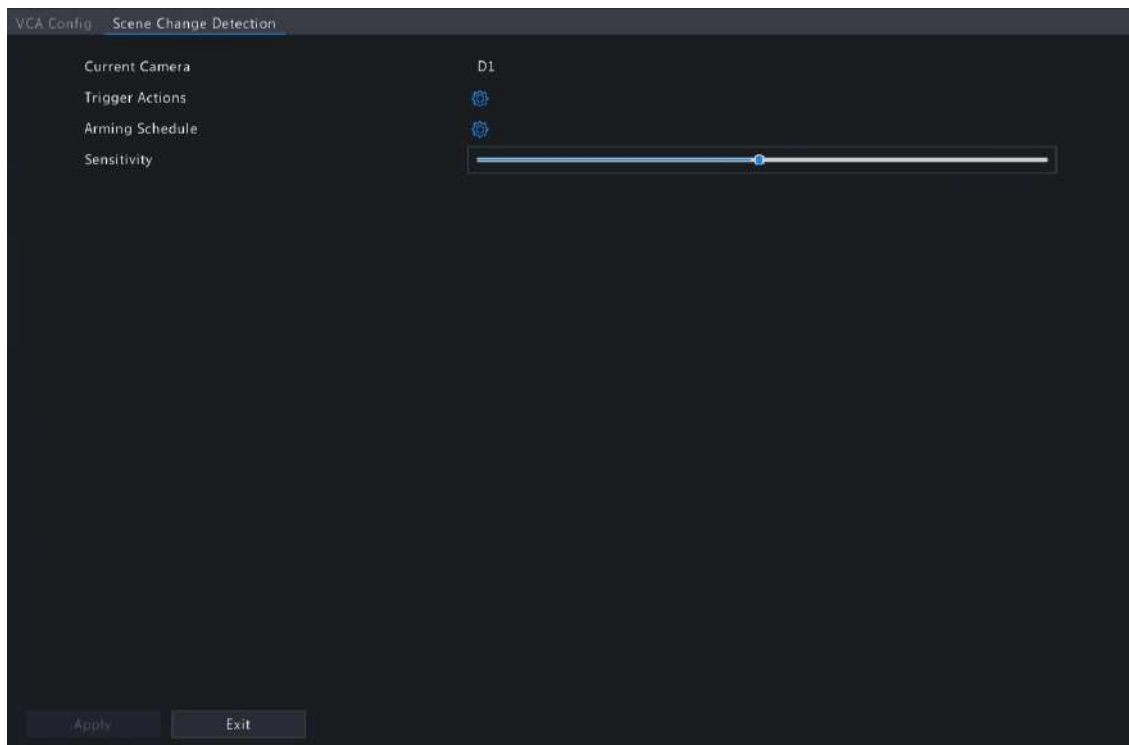 VCA Config Scene Change Detection
Current Camera D1
Trigger Actions
Arming Schedule
Sensitivity
Apply Exit